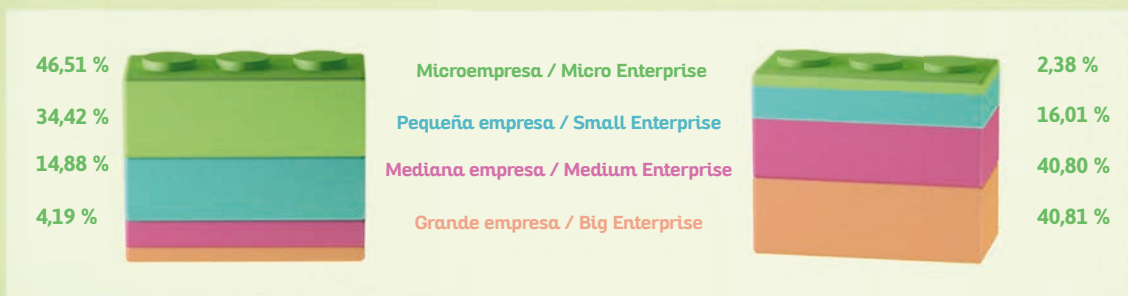 46,51 % Microempresa / Micro Enterprise 2,38 %
34,42 % Pequeña empresa / Small Enterprise 16,01 %
14,88 % Mediana empresa / Medium Enterprise 40,80 %
4,19 % Grande empresa / Big Enterprise 40,81 %